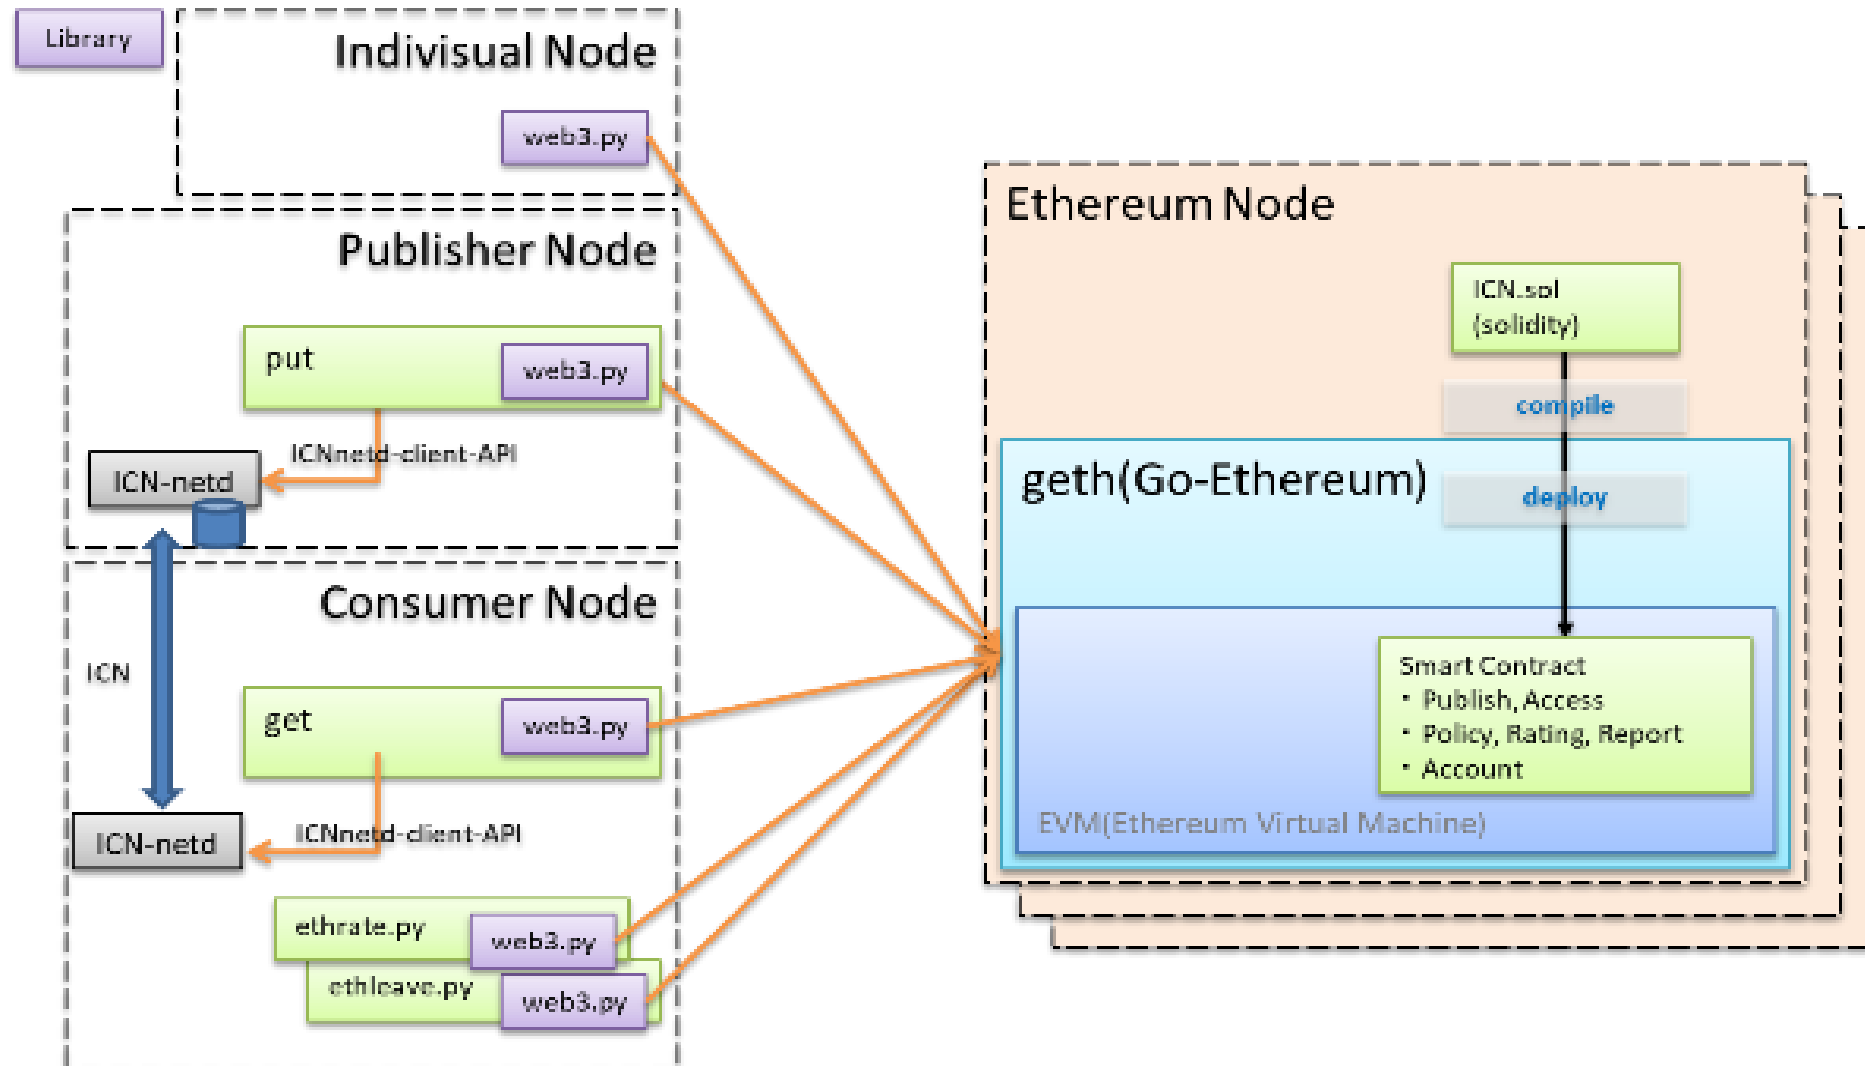 Library
Indivisual Node
web3.py
Publisher Node
put
web3.py
ICNnetd-client-API
ICN-netd
Consumer Node
ICN
get
web3.py
ICNnetd-client-API
ICN-netd
ethrate.py
web3.py
ethleave.py
web3.py
Ethereum Node
ICN.sol
(solidity)
compile
geth(Go-Ethereum)
deploy
Smart Contract
・ Publish, Access
・ Policy, Rating, Report
・ Account
EVM(Ethereum Virtual Machine)